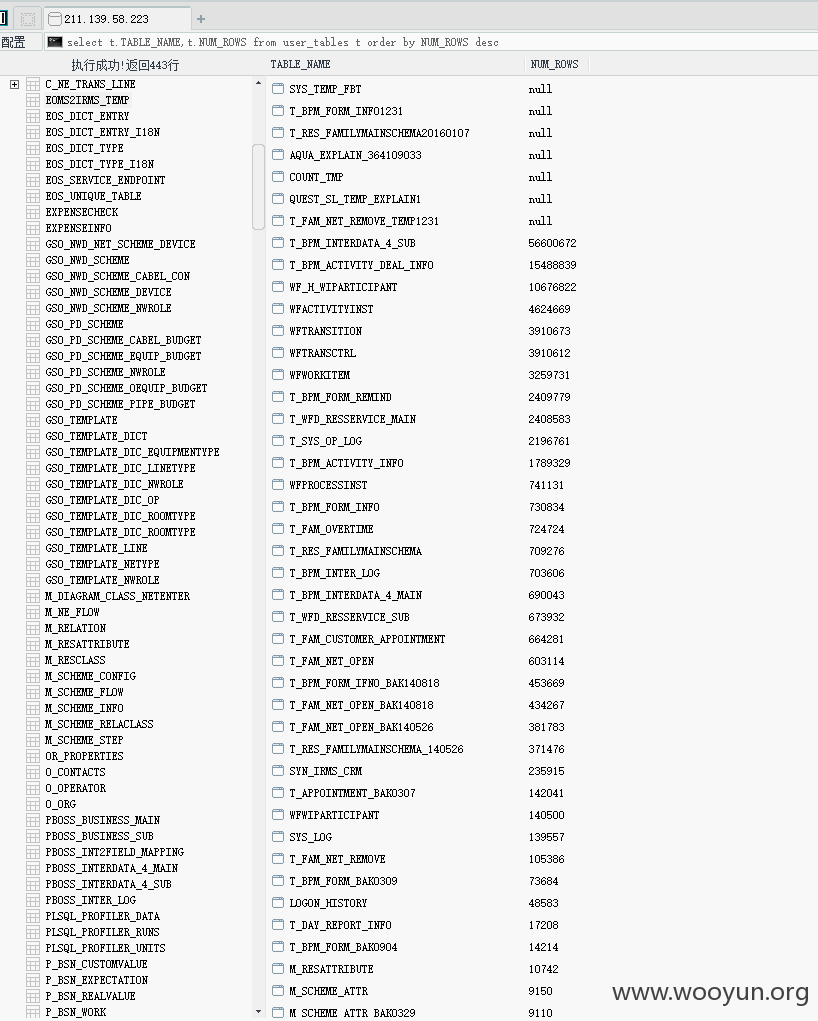 211.139.58.223
配置
select t.TABLE_NAME,t.NUM_ROWS from user_tables t order by NUM_ROWS desc
执行成功!返回443行
C_NE_TRANS_LINE
EOMS2IRMS_TEMP
EOS_DICT_ENTRY
EOS_DICT_ENTRY_I18N
EOS_DICT_TYPE
EOS_DICT_TYPE_I18N
EOS_SERVICE_ENDPOINT
EOS_UNIQUE_TABLE
EXPENSECHECK
EXPENSEINFO
GSO_NWD_NET_SCHEME_DEVICE
GSO_NWD_SCHEME
GSO_NWD_SCHEME_CABEL_CON
GSO_NWD_SCHEME_DEVICE
GSO_NWD_SCHEME_NWROLE
GSO_PD_SCHEME
GSO_PD_SCHEME_CABEL_BUDGET
GSO_PD_SCHEME_EQUIP_BUDGET
GSO_PD_SCHEME_NWROLE
GSO_PD_SCHEME_OEQUIP_BUDGET
GSO_PD_SCHEME_PIPE_BUDGET
GSO_TEMPLATE
GSO_TEMPLATE_DICT
GSO_TEMPLATE_DIC_EQUIPMENTYPE
GSO_TEMPLATE_DIC_LINETYPE
GSO_TEMPLATE_DIC_NWROLE
GSO_TEMPLATE_DIC_OP
GSO_TEMPLATE_DIC_ROOMTYPE
GSO_TEMPLATE_DIC_ROOMTYPE
GSO_TEMPLATE_LINE
GSO_TEMPLATE_NETYPE
GSO_TEMPLATE_NWROLE
M_DIAGRAM_CLASS_NETENTER
M_NE_FLOW
M_RELATION
M_RESATTRIBUTE
M_RESCLASS
M_SCHEME_CONFIG
M_SCHEME_FLOW
M_SCHEME_INFO
M_SCHEME_RELACLASS
M_SCHEME_STEP
OR_PROPERTIES
O_CONTACTS
O_OPERATOR
O_ORG
PBOSS_BUSINESS_MAIN
PBOSS_BUSINESS_SUB
PBOSS_INT2FIELD_MAPPING
PBOSS_INTERDATA_4_MAIN
PBOSS_INTERDATA_4_SUB
PBOSS_INTER_LOG
PLSQL_PROFILER_DATA
PLSQL_PROFILER_RUNS
PLSQL_PROFILER_UNITS
P_BSN_CUSTOMVALUE
P_BSN_EXPECTATION
P_BSN_REALVALUE
P_BSN_WORK
TABLE_NAME NUM_ROWS
SYS_TEMP_FBT null
T_BPM_FORM_INFO1231 null
T_RES_FAMILYMAINSCHEMA20160107 null
AQUA_EXPLAIN_364109033 null
COUNT_TMP null
QUEST_SL_TEMP_EXPLAIN1 null
T_FAM_NET_REMOVE_TEMP1231 null
T_BPM_INTERDATA_4_SUB 56600672
T_BPM_ACTIVITY_DEAL_INFO 15488839
WF_H_WIPARTICIPANT 10676822
WFACTIVITYINST 4624669
WFTRANSITION 3910673
WFTRANSCTRL 3910612
WFWORKITEM 3259731
T_BPM_FORM_REMIND 2409779
T_WFD_RESSERVICE_MAIN 2408583
T_SYS_OP_LOG 2196761
T_BPM_ACTIVITY_INFO 1789329
WFPROCESSINST 741131
T_BPM_FORM_INFO 730834
T_FAM_OVERTIME 724724
T_RES_FAMILYMAINSCHEMA 709276
T_BPM_INTER_LOG 703606
T_BPM_INTERDATA_4_MAIN 690043
T_WFD_RESSERVICE_SUB 673932
T_FAM_CUSTOMER_APPOINTMENT 664281
T_FAM_NET_OPEN 603114
T_BPM_FORM_IFNO_BAK140818 453669
T_FAM_NET_OPEN_BAK140818 434267
T_FAM_NET_OPEN_BAK140526 381783
T_RES_FAMILYMAINSCHEMA_140526 371476
SYN_IRMS_CRM 235915
T_APPOINTMENT_BAK0307 142041
WFWIPARTICIPANT 140500
SYS_LOG 139557
T_FAM_NET_REMOVE 105386
T_BPM_FORM_BAK0309 73684
LOGON_HISTORY 48583
T_DAY_REPORT_INFO 17208
T_BPM_FORM_BAK0904 14214
M_RESATTRIBUTE 10742
M_SCHEME_ATTR 9150
M_SCHEME_ATTR_BAK0329 9110
www.wooyun.org